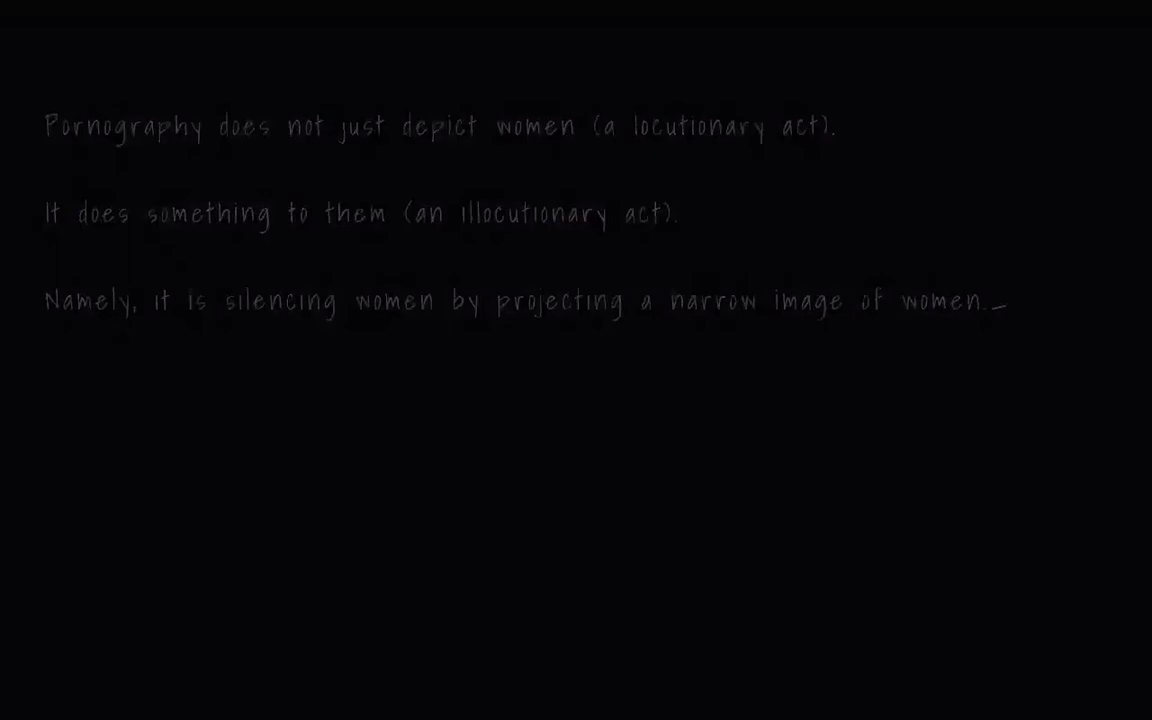 Pornography does not just depict women (a locutionary act).
It does something to them (an illocutionary act).
Namely, it is silencing women by projecting a narrow image of women._